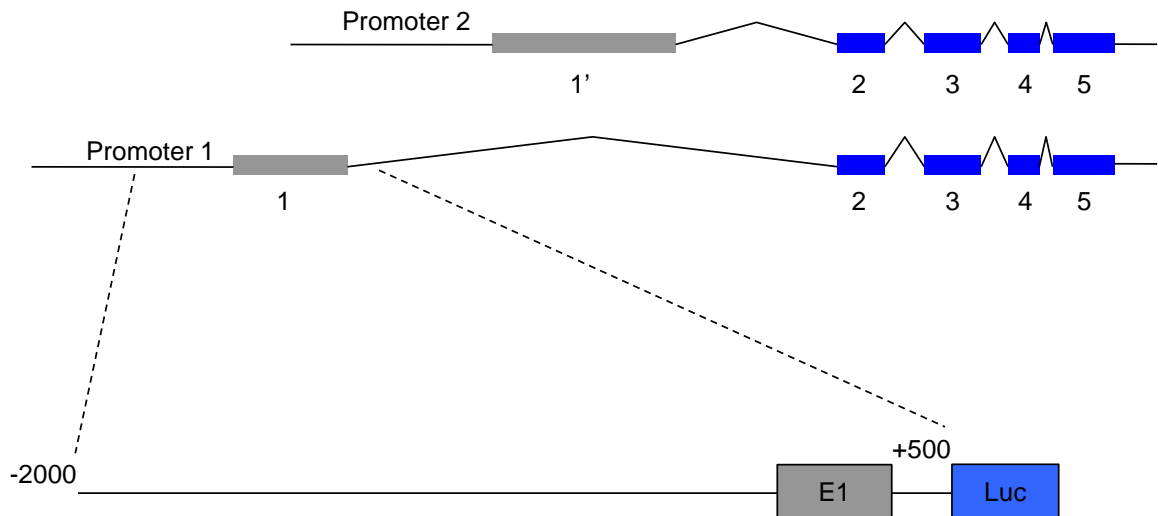 Promoter 2
1’ 2 3 4 5
Promoter 1
1 2 3 4 5
-2000 +500
E1 Luc